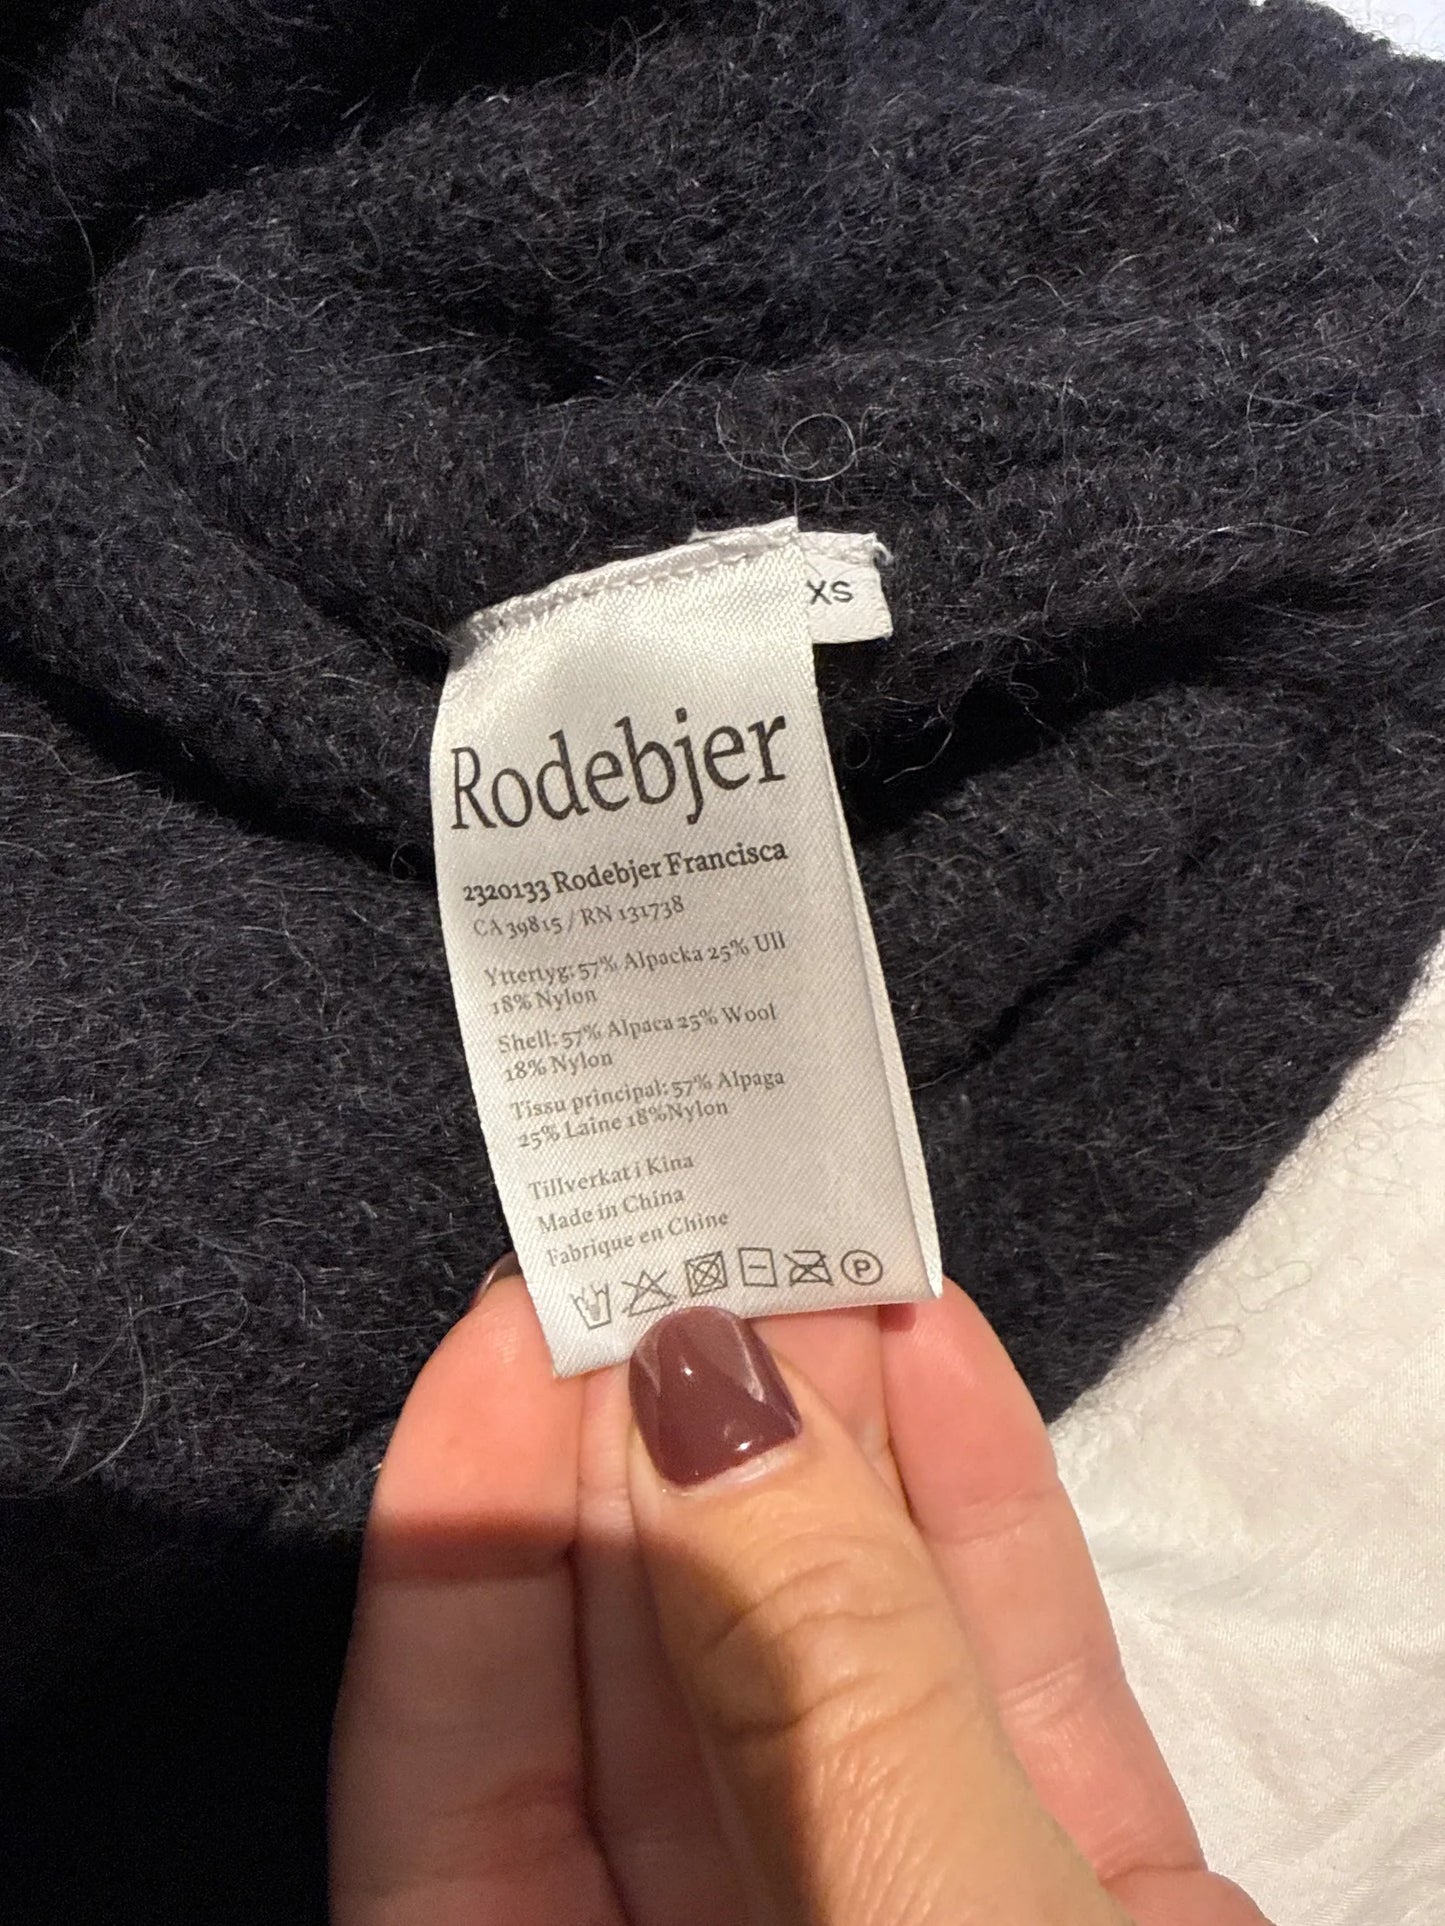 XS
Rodebjer
2320133 Rodebjer Francisca
CA 39815 / RN 131738
Yttertyg: 57% Alpacka 25% Ull
18% Nylon
Shell: 57% Alpaca 25% Wool
18% Nylon
Tissu principal: 57% Alpaga
25% Laine 18%Nylon
Tillverkat i Kina
Made in China
Fabrique en Chine
P